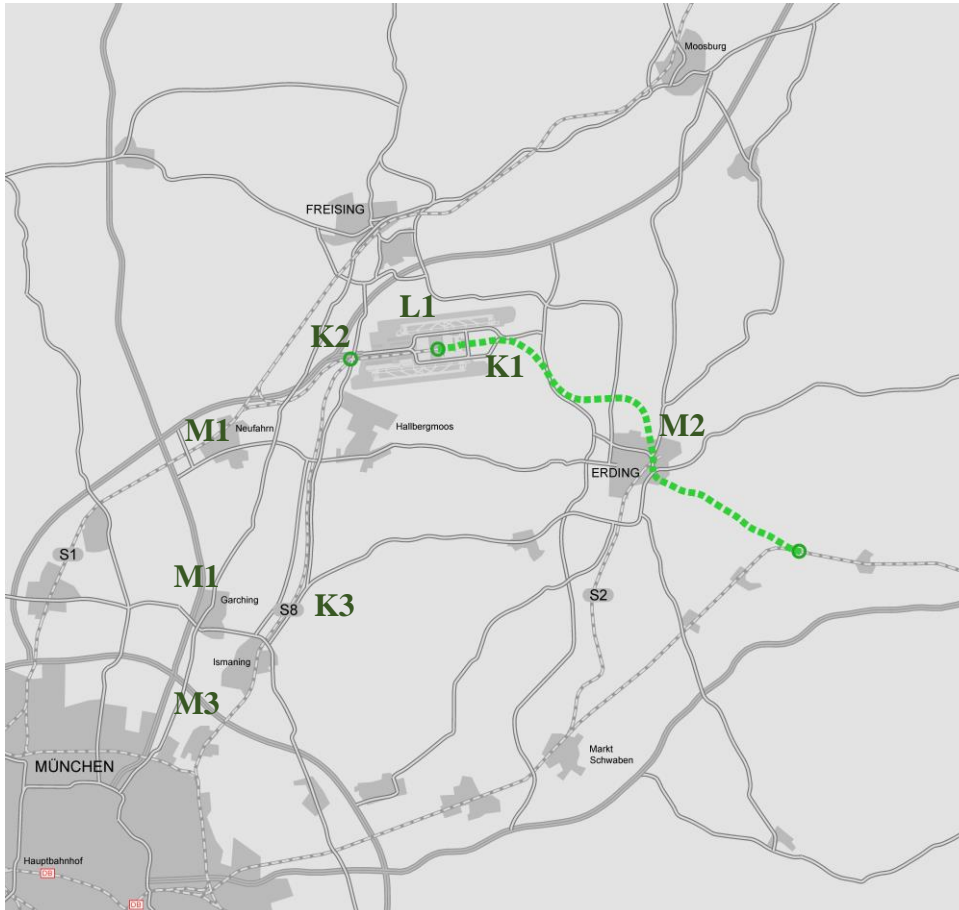 Moosburg
FREISING
L1
K2
K1
M1
Neufahrn
Hallbergmoos
M2
ERDING
S1
M1
Garching
S8
K3
S2
Ismaning
M3
Markt
Schwaben
MÜNCHEN
Hauptbahnhof
DB
DB